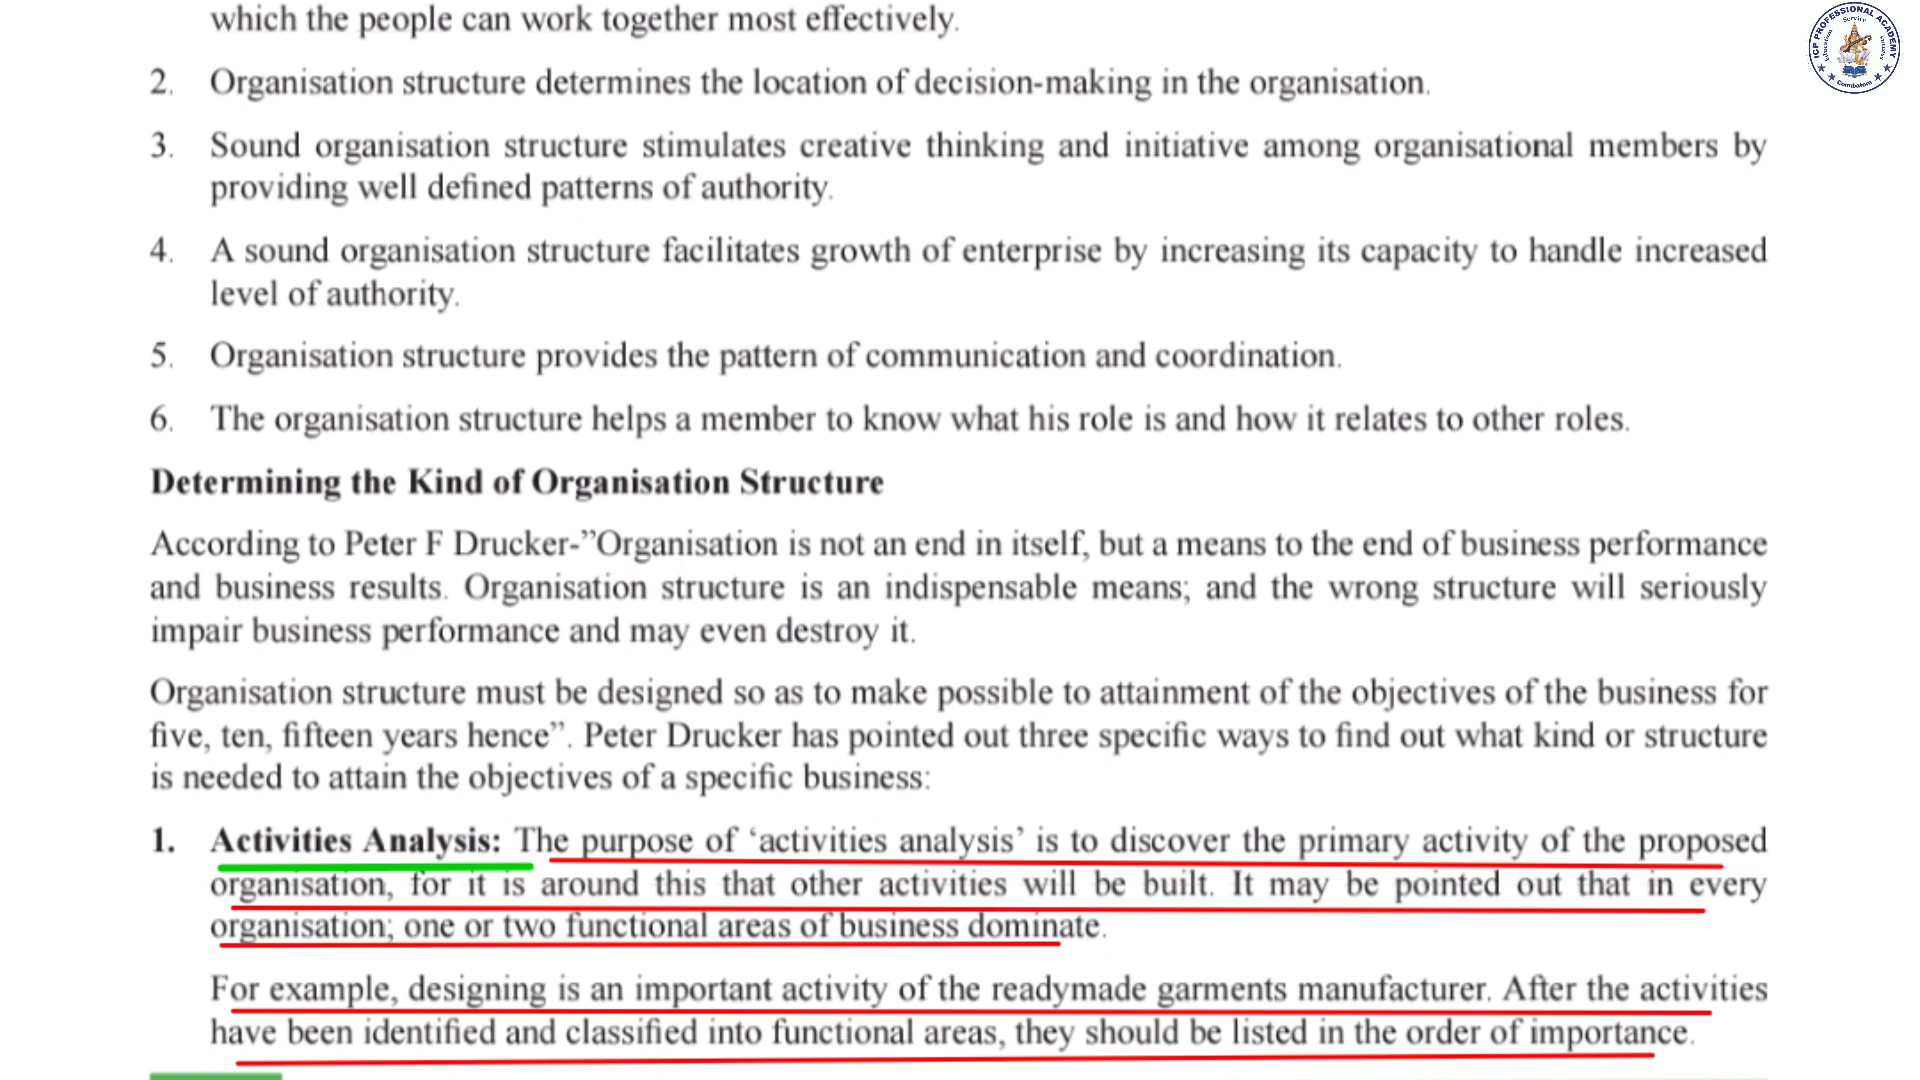 which the people can work together most effectively.
ICP PROFESSIONAL ACADEMY
Service
Education
Coimbatore
2. Organisation structure determines the location of decision-making in the organisation.
3. Sound organisation structure stimulates creative thinking and initiative among organisational members by
providing well defined patterns of authority.
4. A sound organisation structure facilitates growth of enterprise by increasing its capacity to handle increased
level of authority.
5. Organisation structure provides the pattern of communication and coordination.
6. The organisation structure helps a member to know what his role is and how it relates to other roles.
Determining the Kind of Organisation Structure
According to Peter F Drucker-”Organisation is not an end in itself, but a means to the end of business performance
and business results. Organisation structure is an indispensable means; and the wrong structure will seriously
impair business performance and may even destroy it.
Organisation structure must be designed so as to make possible to attainment of the objectives of the business for
five, ten, fifteen years hence”. Peter Drucker has pointed out three specific ways to find out what kind or structure
is needed to attain the objectives of a specific business:
1. Activities Analysis: The purpose of ‘activities analysis’ is to discover the primary activity of the proposed
organisation, for it is around this that other activities will be built. It may be pointed out that in every
organisation; one or two functional areas of business dominate.
For example, designing is an important activity of the readymade garments manufacturer. After the activities
have been identified and classified into functional areas, they should be listed in the order of importance.